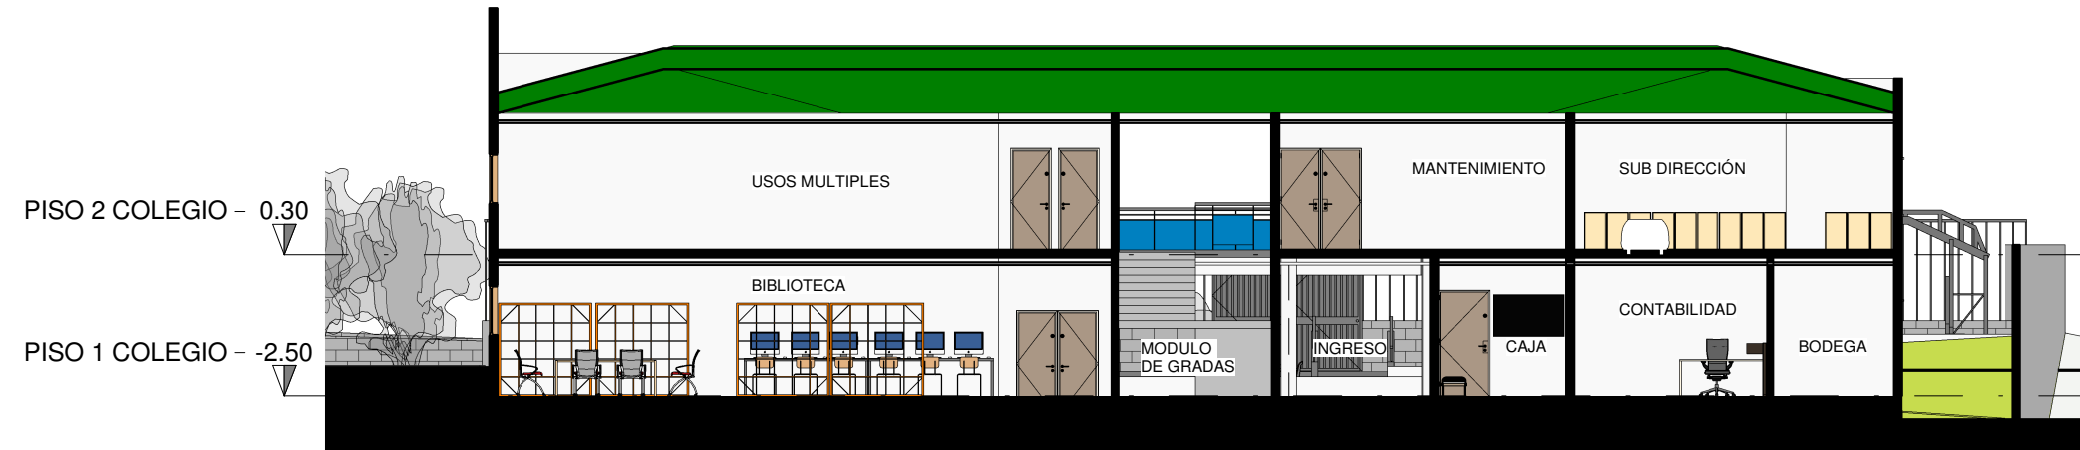 USOS MULTIPLES
MANTENIMIENTO
SUB DIRECCIÓN
PISO 2 COLEGIO - 0.30
BIBLIOTECA
CONTABILIDAD
PISO 1 COLEGIO - -2.50
MODULO
DE GRADAS
INGRESO
CAJA
BODEGA